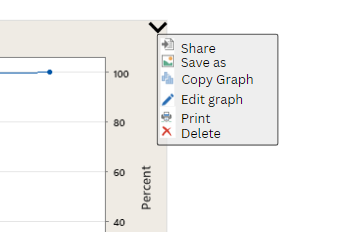 Share
Save as
Copy Graph
Edit graph
Print
Delete
100
80
60
40
Percent